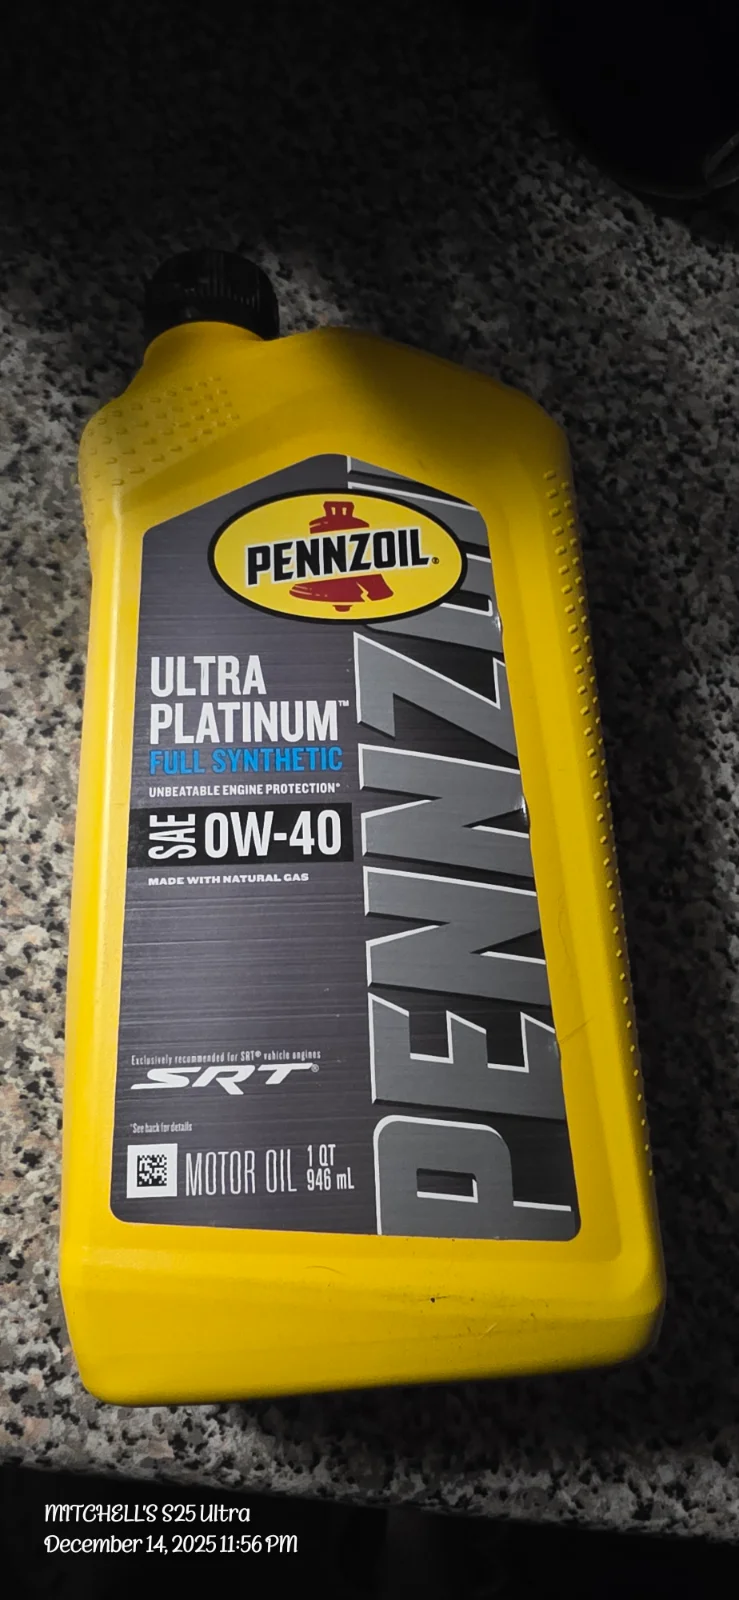 PENNZOIL®
ULTRA
PLATINUM™
FULL SYNTHETIC
UNBEATABLE ENGINE PROTECTION*
SAE 0W-40
MADE WITH NATURAL GAS
Exclusively recommended for SRT® vehicle engines
SRT®
*See back for details
MOTOR OIL 1 QT
946 mL
PENNZOIL
MITCHELL'S S25 Ultra
December 14, 2025 11:56 PM